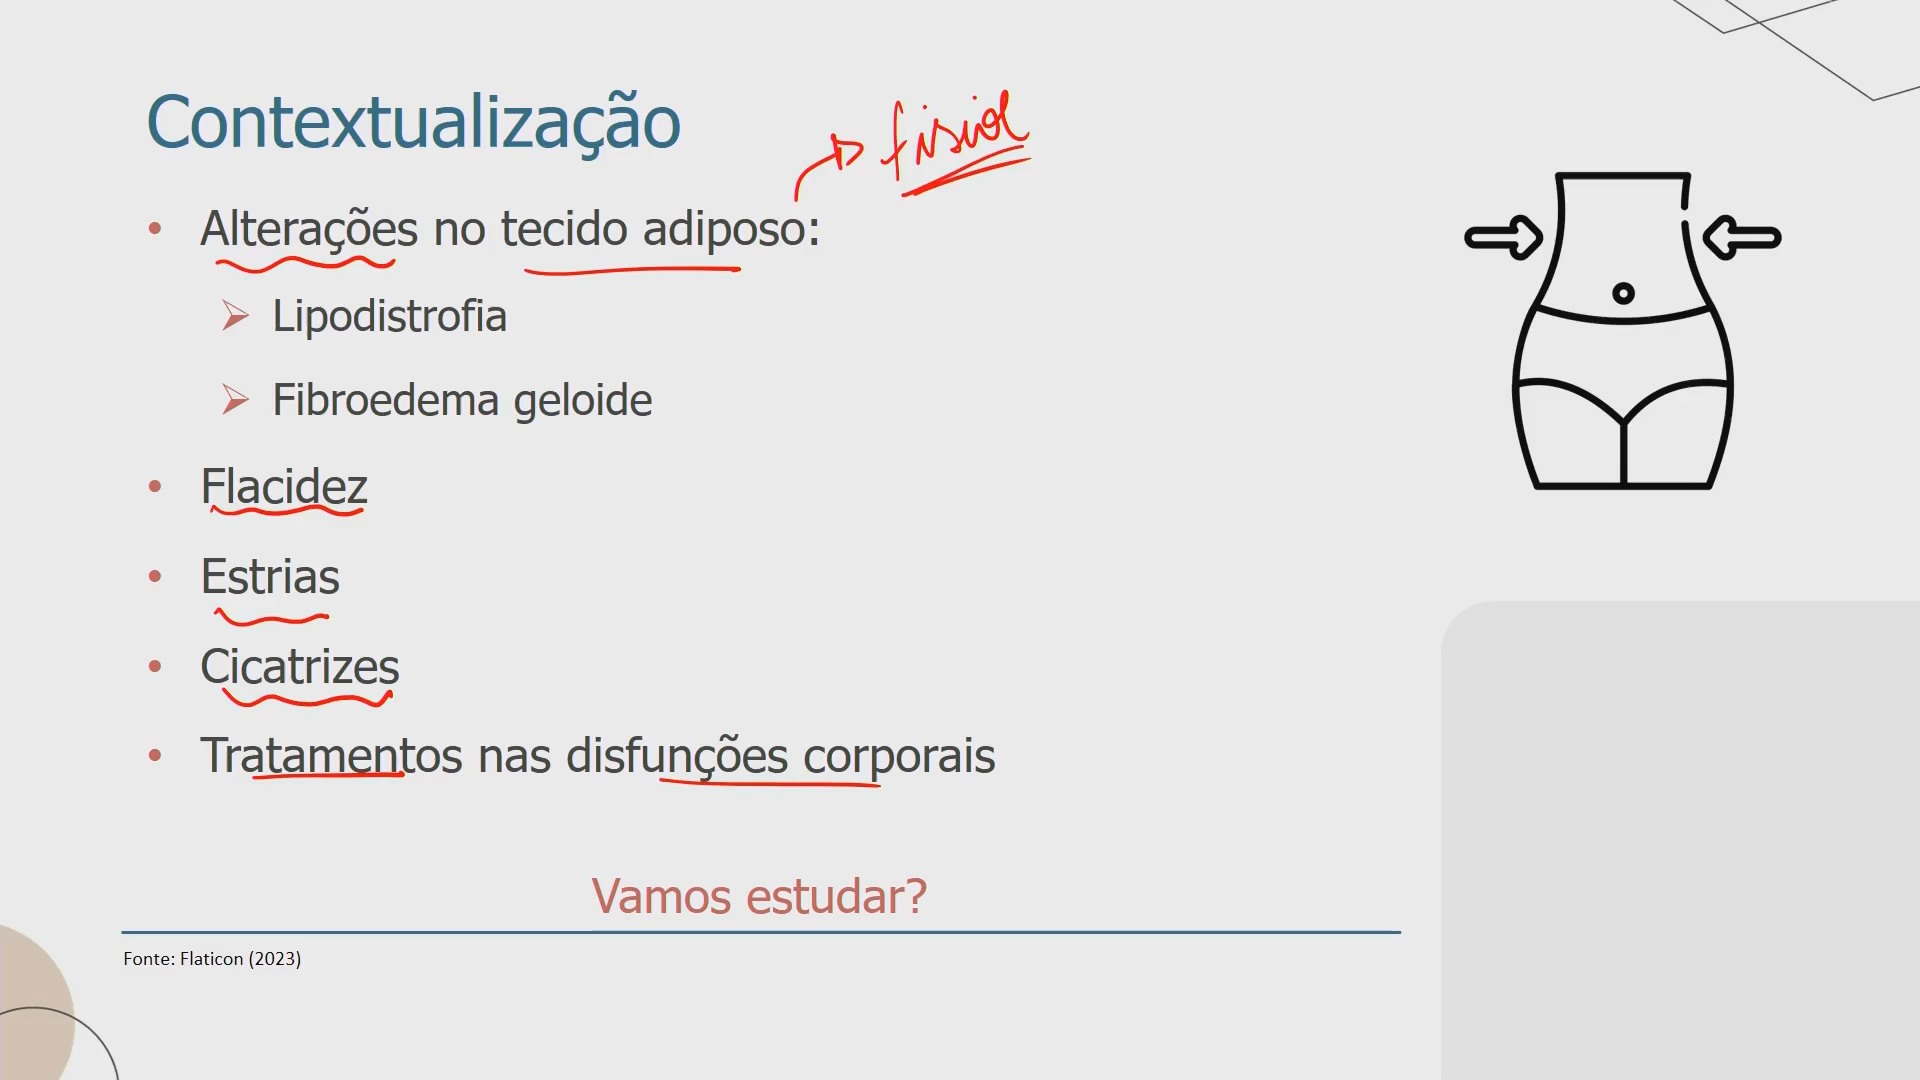 Contextualização
fisiol
Alterações no tecido adiposo:
Lipodistrofia
Fibroedema geloide
Flacidez
Estrias
Cicatrizes
Tratamentos nas disfunções corporais
Vamos estudar?
Fonte: Flaticon (2023)